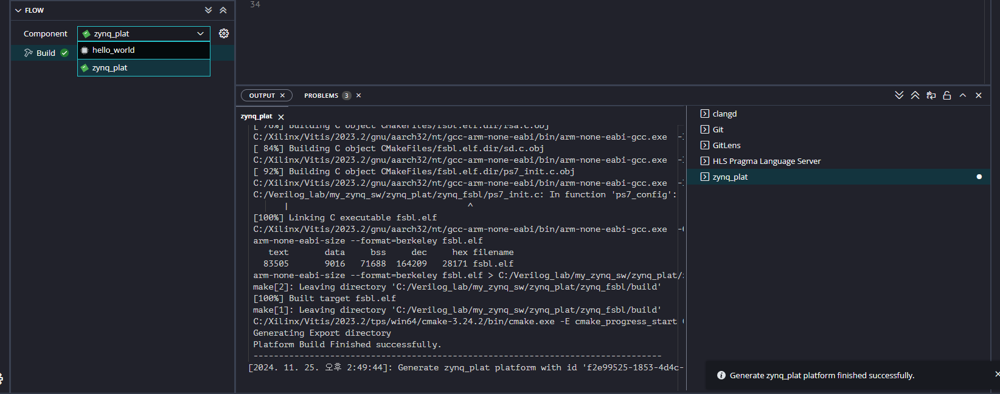 FLOW
Component
zynq_plat
Build
hello_world
zynq_plat
34
OUTPUT
PROBLEMS 3
zynq_plat
[ 76%] Building C object CMakeFiles/fsbl.elf.dir/rsa.c.obj
C:/Xilinx/Vitis/2023.2/gnu/aarch32/nt/gcc-arm-none-eabi/bin/arm-none-eabi-gcc.exe
[ 84%] Building C object CMakeFiles/fsbl.elf.dir/sd.c.obj
C:/Xilinx/Vitis/2023.2/gnu/aarch32/nt/gcc-arm-none-eabi/bin/arm-none-eabi-gcc.exe
[ 92%] Building C object CMakeFiles/fsbl.elf.dir/ps7_init.c.obj
C:/Xilinx/Vitis/2023.2/gnu/aarch32/nt/gcc-arm-none-eabi/bin/arm-none-eabi-gcc.exe
C:/Verilog_lab/my_zynq_sw/zynq_plat/zynq_fsbl/ps7_init.c: In function 'ps7_config':
| ^
[100%] Linking C executable fsbl.elf
C:/Xilinx/Vitis/2023.2/gnu/aarch32/nt/gcc-arm-none-eabi/bin/arm-none-eabi-gcc.exe
arm-none-eabi-size --format=berkeley fsbl.elf
text data bss dec hex filename
83505 9016 71688 164209 28171 fsbl.elf
arm-none-eabi-size --format=berkeley fsbl.elf > C:/Verilog_lab/my_zynq_sw/zynq_plat/
make[2]: Leaving directory 'C:/Verilog_lab/my_zynq_sw/zynq_plat/zynq_fsbl/build'
[100%] Built target fsbl.elf
make[1]: Leaving directory 'C:/Verilog_lab/my_zynq_sw/zynq_plat/zynq_fsbl/build'
C:/Xilinx/Vitis/2023.2/tps/win64/cmake-3.24.2/bin/cmake.exe -E cmake_progress_start
Generating Export directory
Platform Build Finished successfully.
--------------------------------------------------------------------------------
[2024. 11. 25. 오후 2:49:44]: Generate zynq_plat platform with id 'f2e99525-1853-4d4c-
clangd
Git
GitLens
HLS Pragma Language Server
zynq_plat
Generate zynq_plat platform finished successfully.